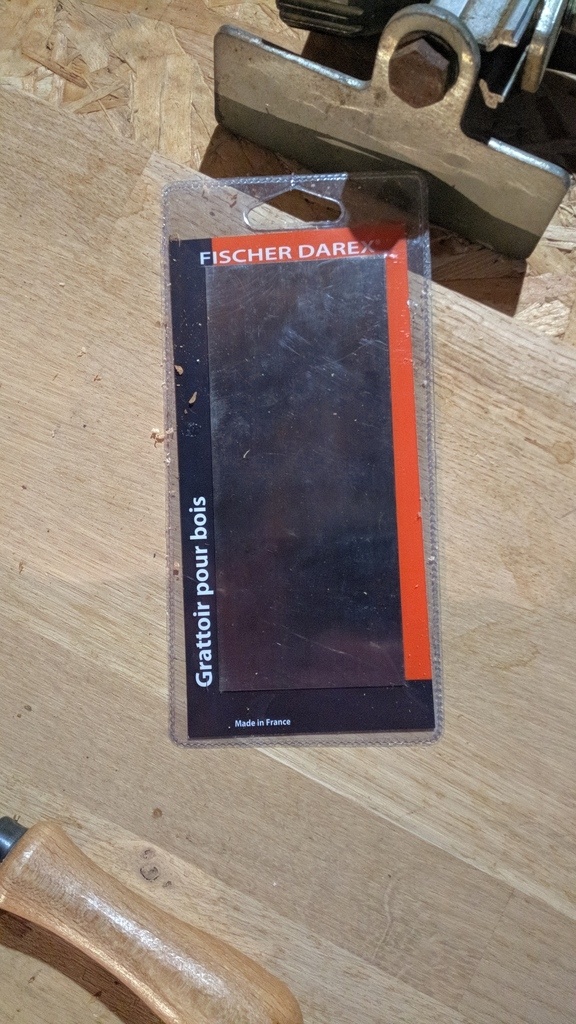 FISCHER DAREX
Grattoir pour bois
Made in France